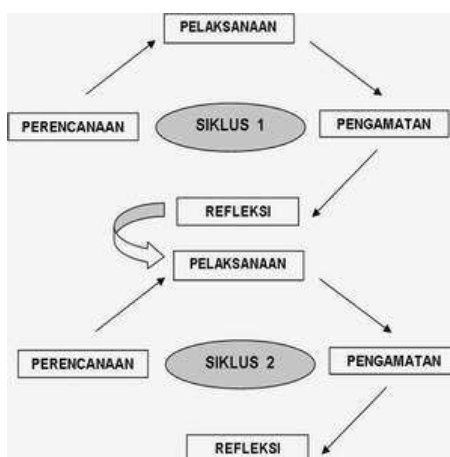 PELAKSANAAN
PERENCANAAN
SIKLUS 1
PENGAMATAN
REFLEKSI
PELAKSANAAN
PERENCANAAN
SIKLUS 2
PENGAMATAN
REFLEKSI